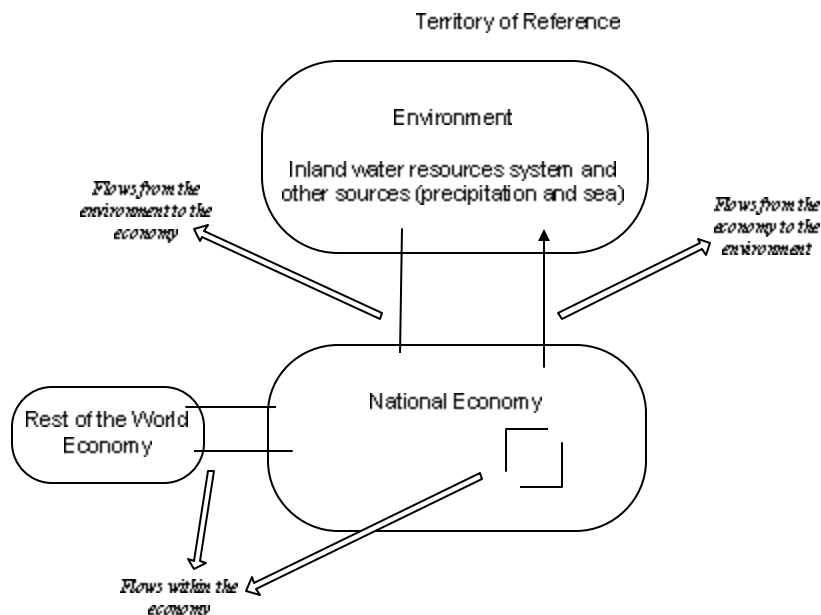 Territory of Reference
Environment
Inland water resources system and
other sources (precipitation and sea)
Flows from the
environment to the
economy
Flows from the
economy to the
environment
National Economy
Rest of the World
Economy
Flows within the
economy